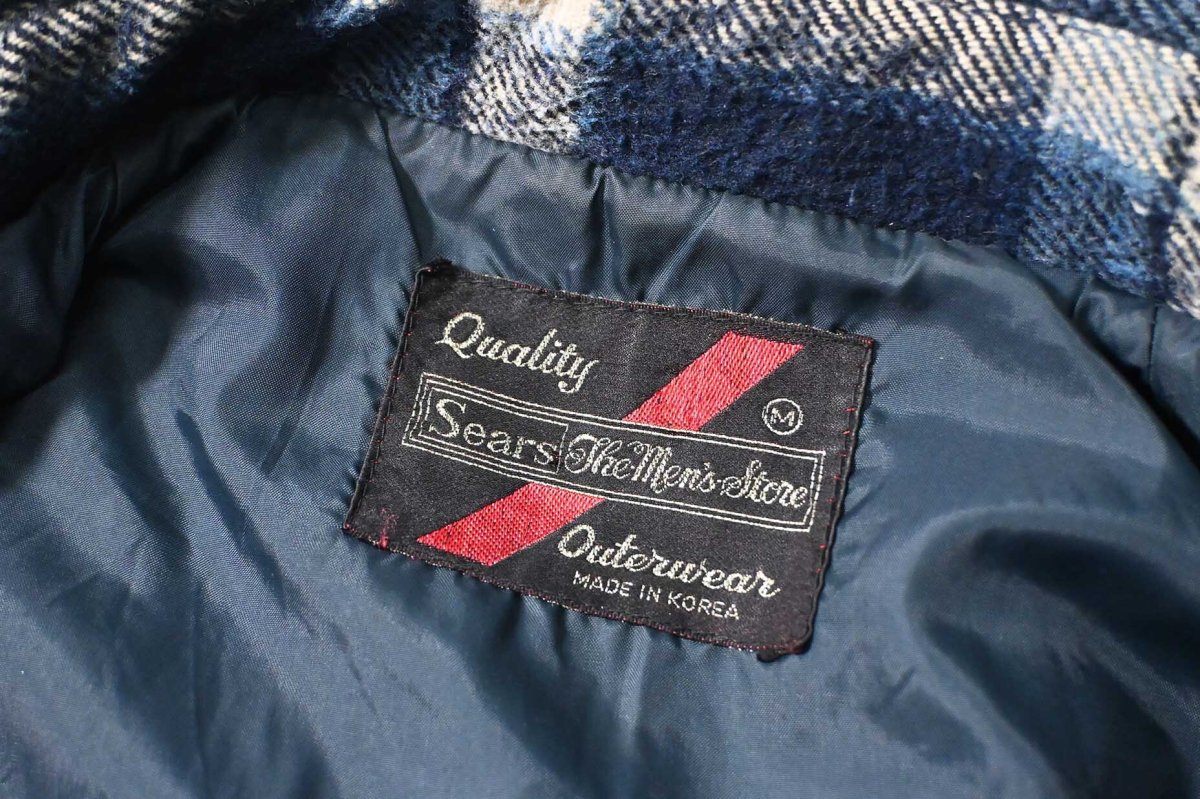 Quality
M
Sears The Men's Store
Outerwear
MADE IN KOREA